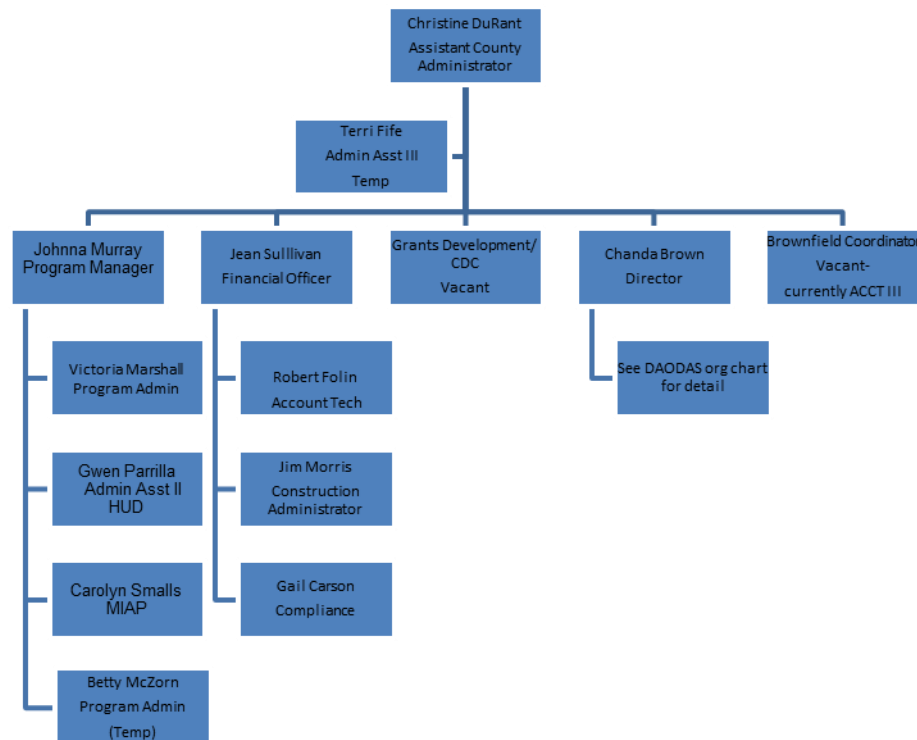 Christine DuRant
Assistant County
Administrator
Terri Fife
Admin Asst III
Temp
Johnna Murray
Program Manager
Jean Sulllivan
Financial Officer
Grants Development/
CDC
Vacant
Chanda Brown
Director
Brownfield Coordinator
Vacant-
currently ACCT III
Victoria Marshall
Program Admin
Robert Folin
Account Tech
See DAODAS org chart
for detail
Gwen Parrilla
Admin Asst II
HUD
Jim Morris
Construction
Administrator
Carolyn Smalls
MIAP
Gail Carson
Compliance
Betty McZorn
Program Admin
(Temp)